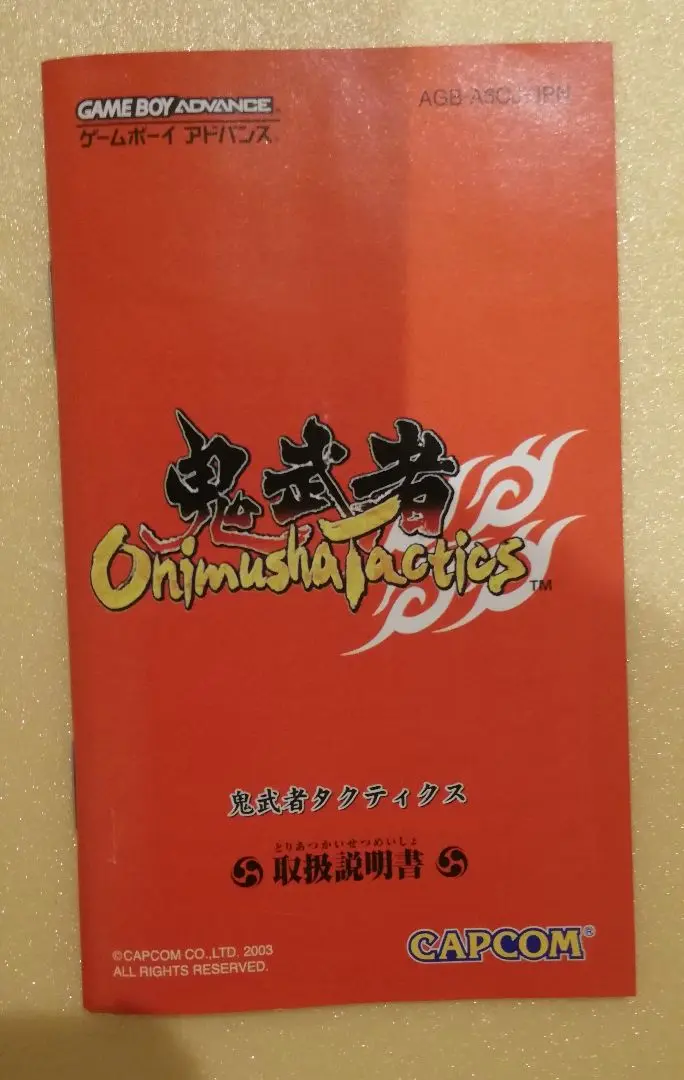 GAME BOY ADVANCE
ゲームボーイ アドバンス
鬼武者
Onimusha Tactics™
鬼武者タクティクス
とりあつかいせつめいしょ
取扱説明書
©CAPCOM CO.,LTD. 2003
ALL RIGHTS RESERVED.
CAPCOM®